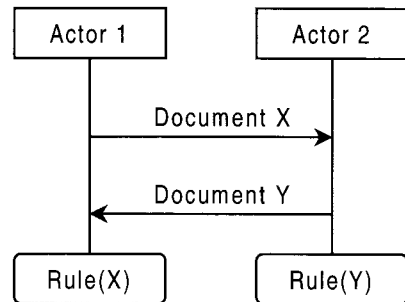 Actor 1
Actor 2
Document X
Document Y
Rule(X)
Rule(Y)